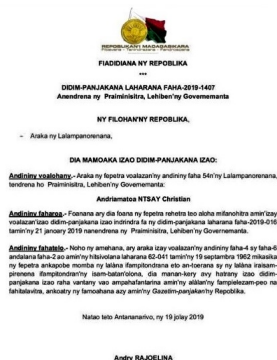 REPOBLIKAN'I MADAGASIKARA
Fitiavana - Tanindrazana - Fandrosoana
FIADIDIANA NY REPOBLIKA
***
DIDIM-PANJAKANA LAHARANA FAHA-2019-1407
Anendrena ny Praiminisitra, Lehiben'ny Governemanta
NY FILOHAN'NY REPOBLIKA,
- Araka ny Lalampanorenana,
DIA MAMOAKA IZAO DIDIM-PANJAKANA IZAO:
Andininy voalohany.- Araka ny fepetra voalazan'ny andininy faha 54n'ny Lalampanorenana,
tendrena ho Praiminisitra, Lehiben'ny Governemanta:
Andriamatoa NTSAY Christian
Andininy faharoa.- Foanana ary dia foana ny fepetra rehetra teo aloha mifanohitra amin'izay
voalazan'izao didim-panjakana izao indrindra fa ny didim-panjakana laharana faha-2019-016
tamin'ny 21 janoary 2019 nanendrena ny Praiminisitra, Lehiben'ny Governemanta.
Andininy fahatelo.- Noho ny amehana, ary araka izay voalazan'ny andininy faha-4 sy faha-6
andalana faha-2 ao amin'ny hitsivolana laharana 62-041 tamin'ny 19 septambra 1962 mikasika
ny fepetra ankapobe momba ny lalàna ifampitondrana eto an-toerana sy ny lalàna iraisam-
pirenena ifampitondran'ny isam-batan'olona, dia manan-kery avy hatrany izao didim-
panjakana izao raha vantany vao ampahafantarina amin'ny alàlan'ny fampielezam-peo na
fahitalavitra, ankoatry ny famoahana azy amin'ny Gazetim-panjakan'ny Repoblika.
Natao teto Antananarivo, ny 19 jolay 2019
Andry RAJOELINA